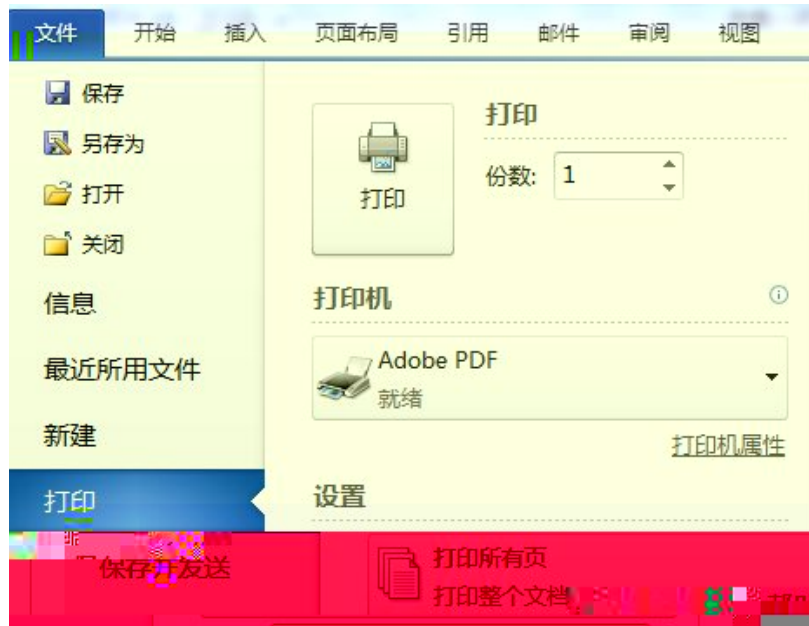 文件 开始 插入 页面布局 引用 邮件 审阅 视图
保存
另存为
打开
关闭
信息
最近所用文件
新建
打印
保存并发送
打印
打印
份数: 1
打印机
Adobe PDF
就绪
打印机属性
设置
打印所有页
打印整个文档